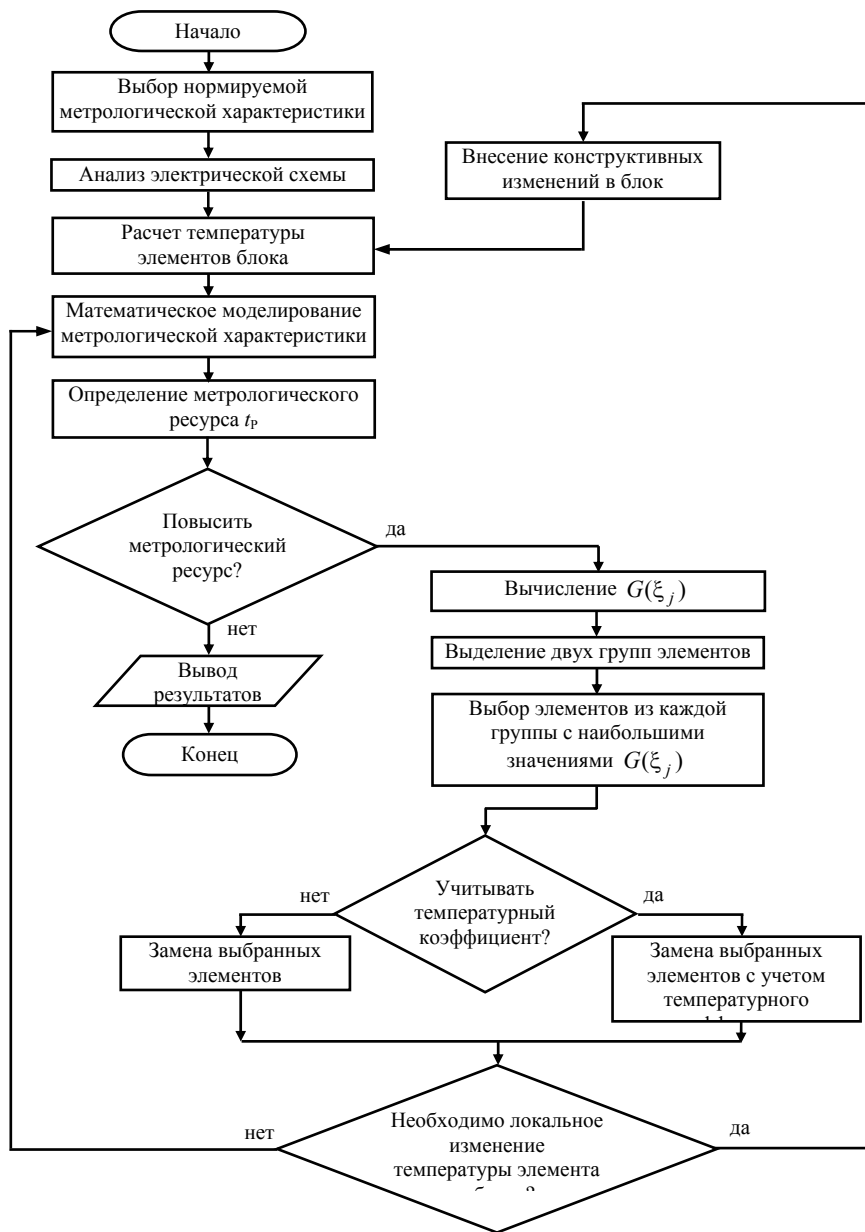 Начало
Выбор нормируемой
метрологической характеристики
Анализ электрической схемы
Внесение конструктивных
изменений в блок
Расчет температуры
элементов блока
Математическое моделирование
метрологической характеристики
Определение метрологического
ресурса tР
Повысить
метрологический
ресурс?
да
нет
Вычисление G(ξj)
Выделение двух групп элементов
Вывод
результатов
Выбор элементов из каждой
группы с наибольшими
значениями G(ξj)
Конец
Учитывать
температурный
коэффициент?
нет
да
Замена выбранных
элементов
Замена выбранных
элементов с учетом
температурного
Необходимо локальное
изменение
температуры элемента
нет
да